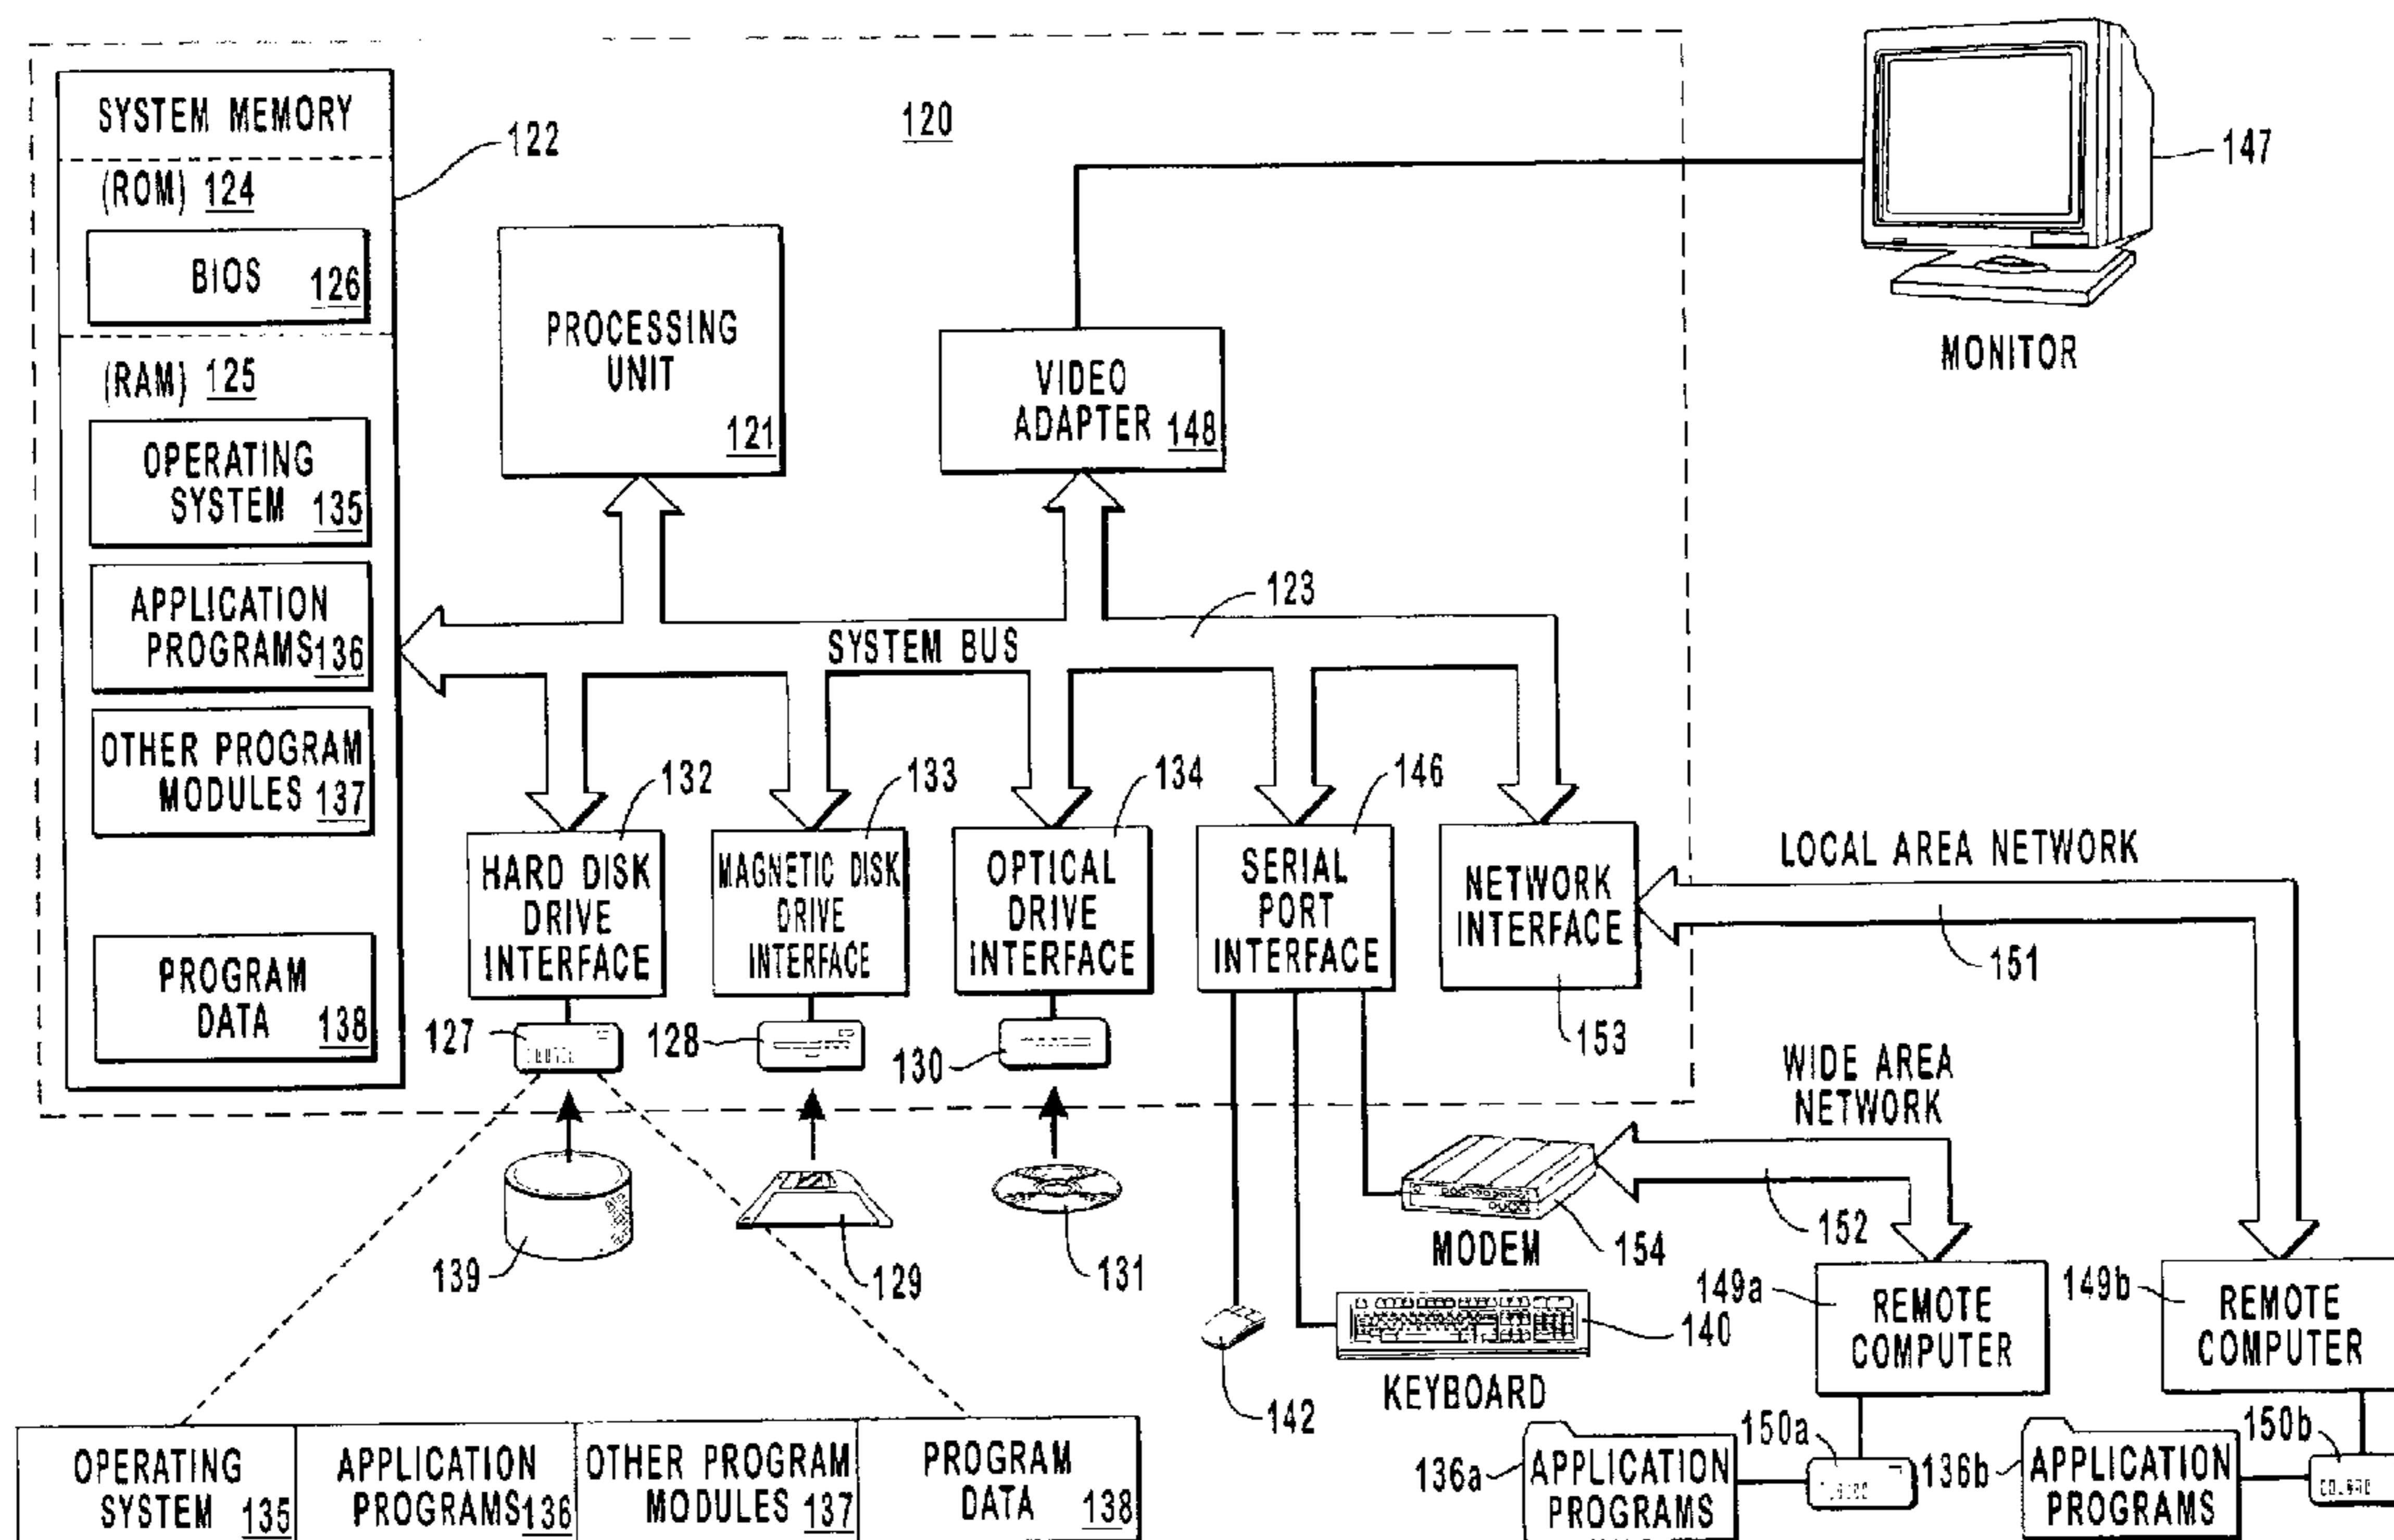 SYSTEM MEMORY
(ROM) 124
BIOS 126
(RAM) 125
OPERATING
SYSTEM 135
APPLICATION
PROGRAMS 136
OTHER PROGRAM
MODULES 137
PROGRAM
DATA 138
122
120
147
MONITOR
PROCESSING
UNIT
121
VIDEO
ADAPTER 148
123
SYSTEM BUS
132
133
134
146
HARD DISK
DRIVE
INTERFACE
MAGNETIC DISK
DRIVE
INTERFACE
OPTICAL
DRIVE
INTERFACE
SERIAL
PORT
INTERFACE
NETWORK
INTERFACE
153
LOCAL AREA NETWORK
151
127
128
130
WIDE AREA
NETWORK
152
139
129
131
MODEM
154
142
140
KEYBOARD
149a
REMOTE
COMPUTER
149b
REMOTE
COMPUTER
OPERATING
SYSTEM 135
APPLICATION
PROGRAMS 136
OTHER PROGRAM
MODULES 137
PROGRAM
DATA 138
136a
APPLICATION
PROGRAMS
150a
136b
APPLICATION
PROGRAMS
150b